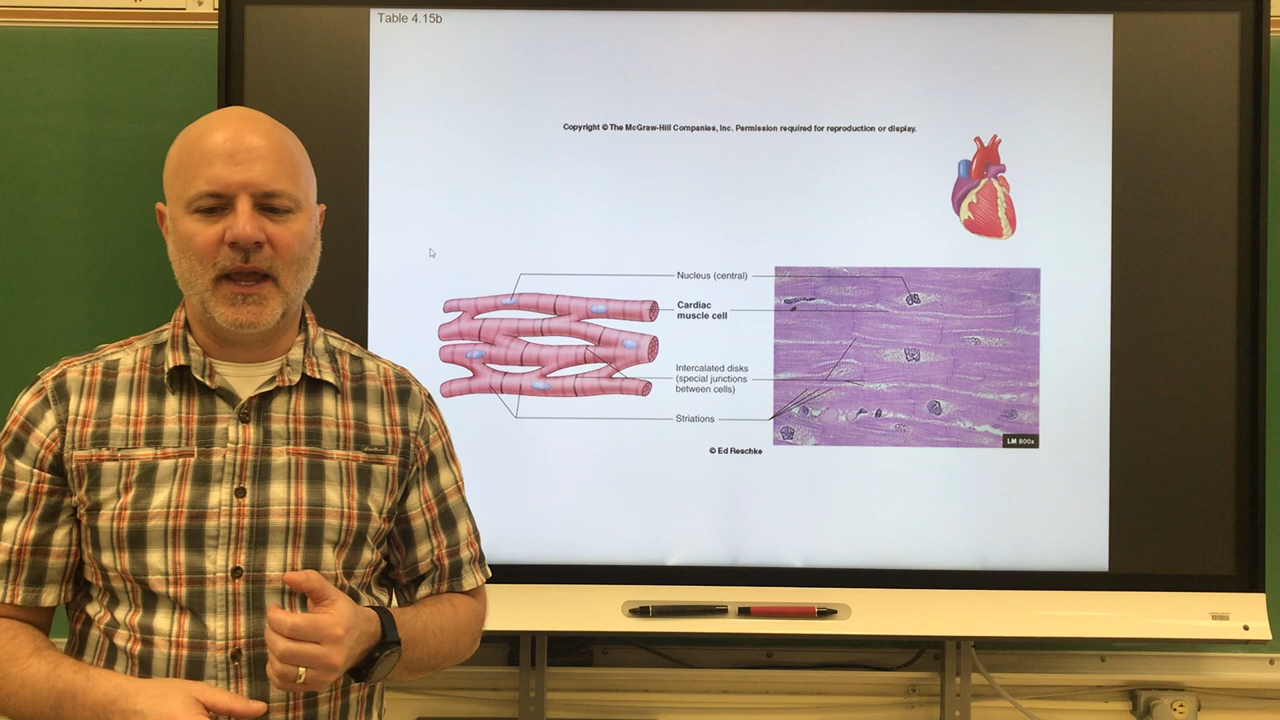 Table 4.15b
Copyright © The McGraw-Hill Companies, Inc. Permission required for reproduction or display.
Nucleus (central)
Cardiac
muscle cell
Intercalated disks
(special junctions
between cells)
Striations
LM 800x
© Ed Reschke